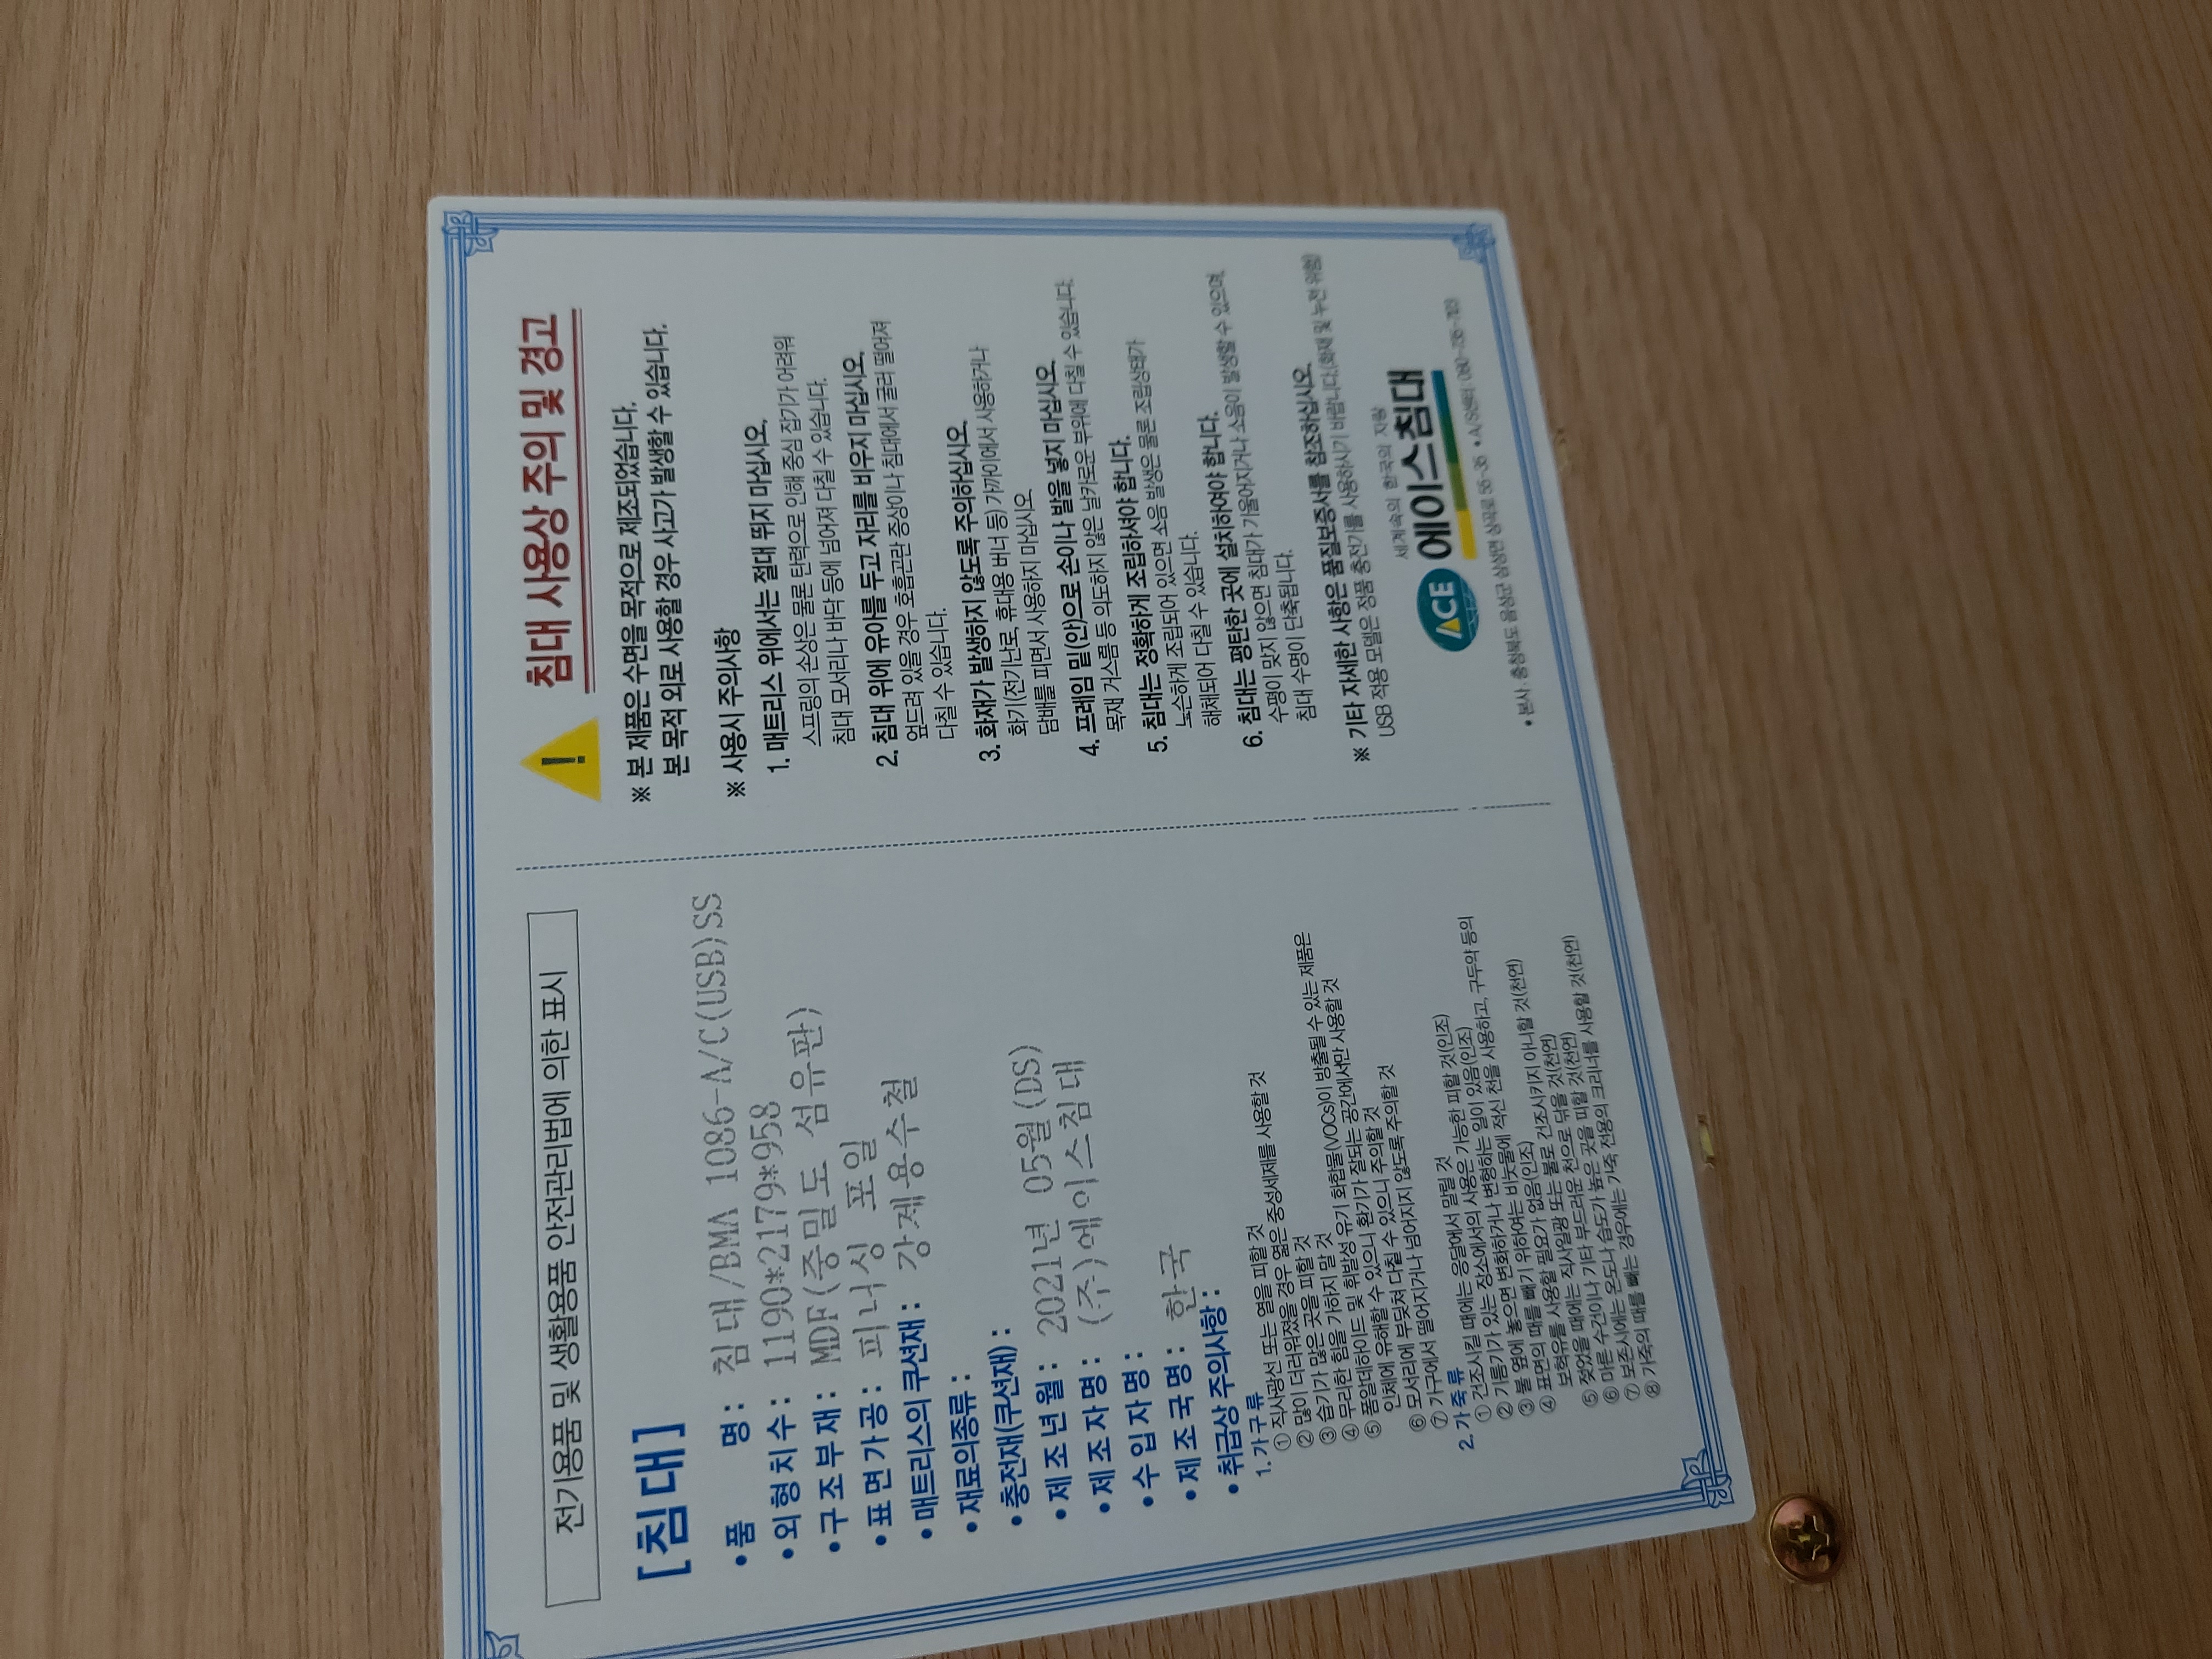 전기용품 및 생활용품 안전관리법에 의한 표시
[침대]
• 품 명 : 침대/BMA 1086-A/C(USB)SS
• 외형치수 : 1190*2179*958
• 구조부재 : MDF(중밀도 섬유판)
• 표면가공 : 피니싱 포일
• 매트리스의 쿠션재 : 강제용수철
• 재료의종류 :
• 충전재(쿠션재) :
• 제조년월 : 2021년 05월(DS)
• 제조자명 : (주)에이스침대
• 수입자명 :
• 제조국명 : 한국
• 취급상 주의사항 :
1. 가구류
① 직사광선 또는 열을 피할 것
② 많이 더러워졌을 경우 엷은 중성세제를 사용할 것
③ 습기가 많은 곳을 피할 것
④ 무리한 힘을 가하지 말 것
⑤ 폼알데하이드 및 휘발성 유기 화합물(VOCs)이 방출될 수 있는 제품은
인체에 유해할 수 있으니 환기가 잘되는 공간에서만 사용할 것
⑥ 모서리에 부딪쳐 다칠 수 있으니 주의할 것
⑦ 가구에서 떨어지거나 넘어지지 않도록 주의할 것
2. 가죽류
① 건조시킬 때에는 응달에서 말릴 것
② 기름기가 있는 장소에서의 사용은 가능한 피할 것(인조)
③ 불 옆에 놓으면 변화하거나 변형하는 일이 있음(인조)
④ 표면의 때를 빼기 위하여는 비눗물에 적신 천을 사용하고, 구두약 등의
보혁유를 사용할 필요가 없음(인조)
⑤ 젖었을 때에는 직사일광 또는 불로 건조시키지 아니할 것(천연)
⑥ 마른 수건이나 기타 부드러운 천으로 닦을 것(천연)
⑦ 보존시에는 온도나 습도가 높은 곳을 피할 것(천연)
⑧ 가죽의 때를 빼는 경우에는 가죽 전용의 크리너를 사용할 것(천연)
침대 사용상 주의 및 경고
※ 본 제품은 수면을 목적으로 제조되었습니다.
본 목적 외로 사용할 경우 사고가 발생할 수 있습니다.
※ 사용시 주의사항
1. 매트리스 위에서는 절대 뛰지 마십시오.
스프링의 손상은 물론 탄력으로 인해 중심 잡기가 어려워
침대 모서리나 바닥 등에 넘어져 다칠 수 있습니다.
2. 침대 위에 유아를 두고 자리를 비우지 마십시오.
엎드려 있을 경우 호흡곤란 증상이나 침대에서 굴러 떨어져
다칠 수 있습니다.
3. 화재가 발생하지 않도록 주의하십시오.
화기(전기난로, 휴대용 버너 등) 가까이에서 사용하거나
담배를 피면서 사용하지 마십시오.
4. 프레임 밑(안)으로 손이나 발을 넣지 마십시오.
목재 거스름 등 의도하지 않은 날카로운 부위에 다칠 수 있습니다.
5. 침대는 정확하게 조립하셔야 합니다.
느슨하게 조립되어 있으면 소음 발생은 물론 조립상태가
해체되어 다칠 수 있습니다.
6. 침대는 평탄한 곳에 설치하여야 합니다.
수평이 맞지 않으면 침대가 기울어지거나 소음이 발생할 수 있으며,
침대 수명이 단축됩니다.
※ 기타 자세한 사항은 품질보증서를 참조하십시오.
USB 적용 모델은 정품 충전기를 사용하시기 바랍니다.(화재 및 누전 위험)
세계속의 한국의 자랑
ACE 에이스침대
• 본사 : 충청북도 음성군 삼성면 상곡로 55-35 • A/S센터 : 080-